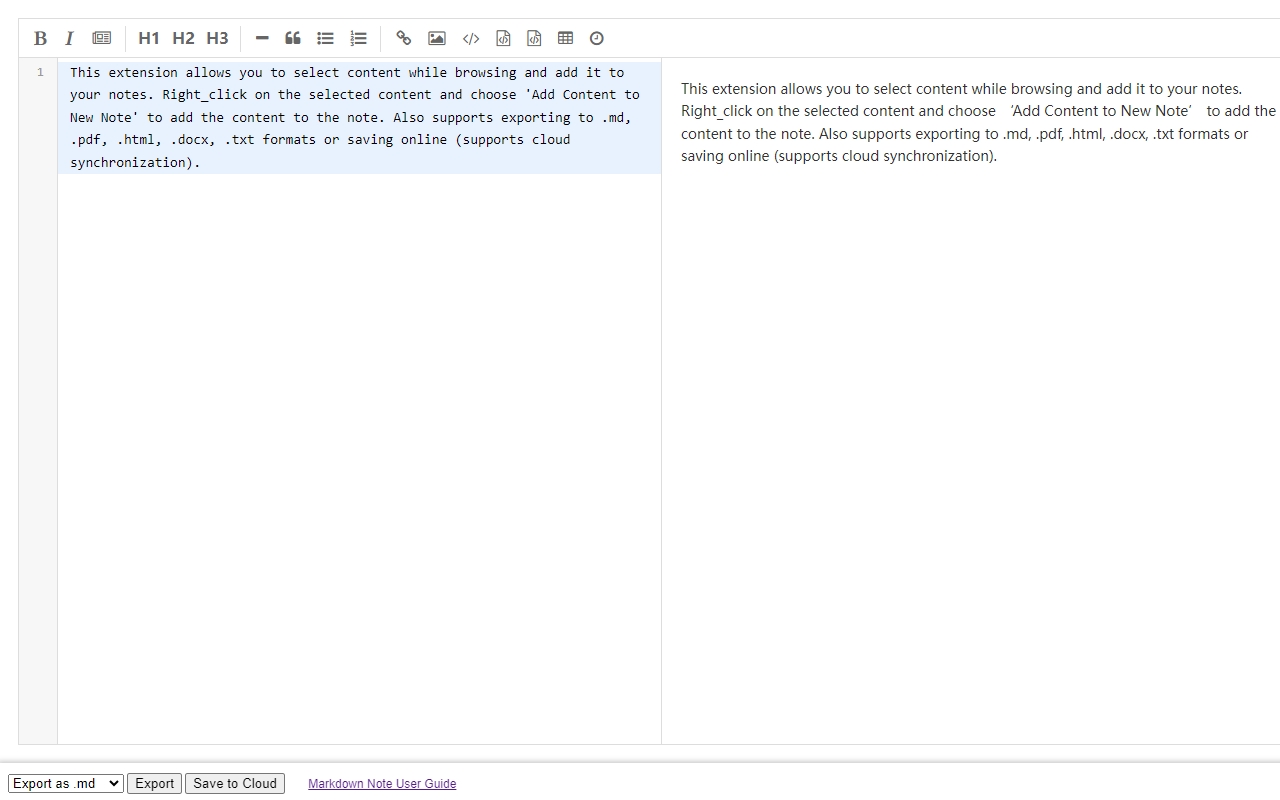 B I H1 H2 H3
1
This extension allows you to select content while browsing and add it to
your notes. Right_click on the selected content and choose 'Add Content to
New Note' to add the content to the note. Also supports exporting to .md,
.pdf, .html, .docx, .txt formats or saving online (supports cloud
synchronization).
This extension allows you to select content while browsing and add it to your notes.
Right_click on the selected content and choose ‘Add Content to New Note’ to add the
content to the note. Also supports exporting to .md, .pdf, .html, .docx, .txt formats or
saving online (supports cloud synchronization).
Export as .md Export Save to Cloud Markdown Note User Guide